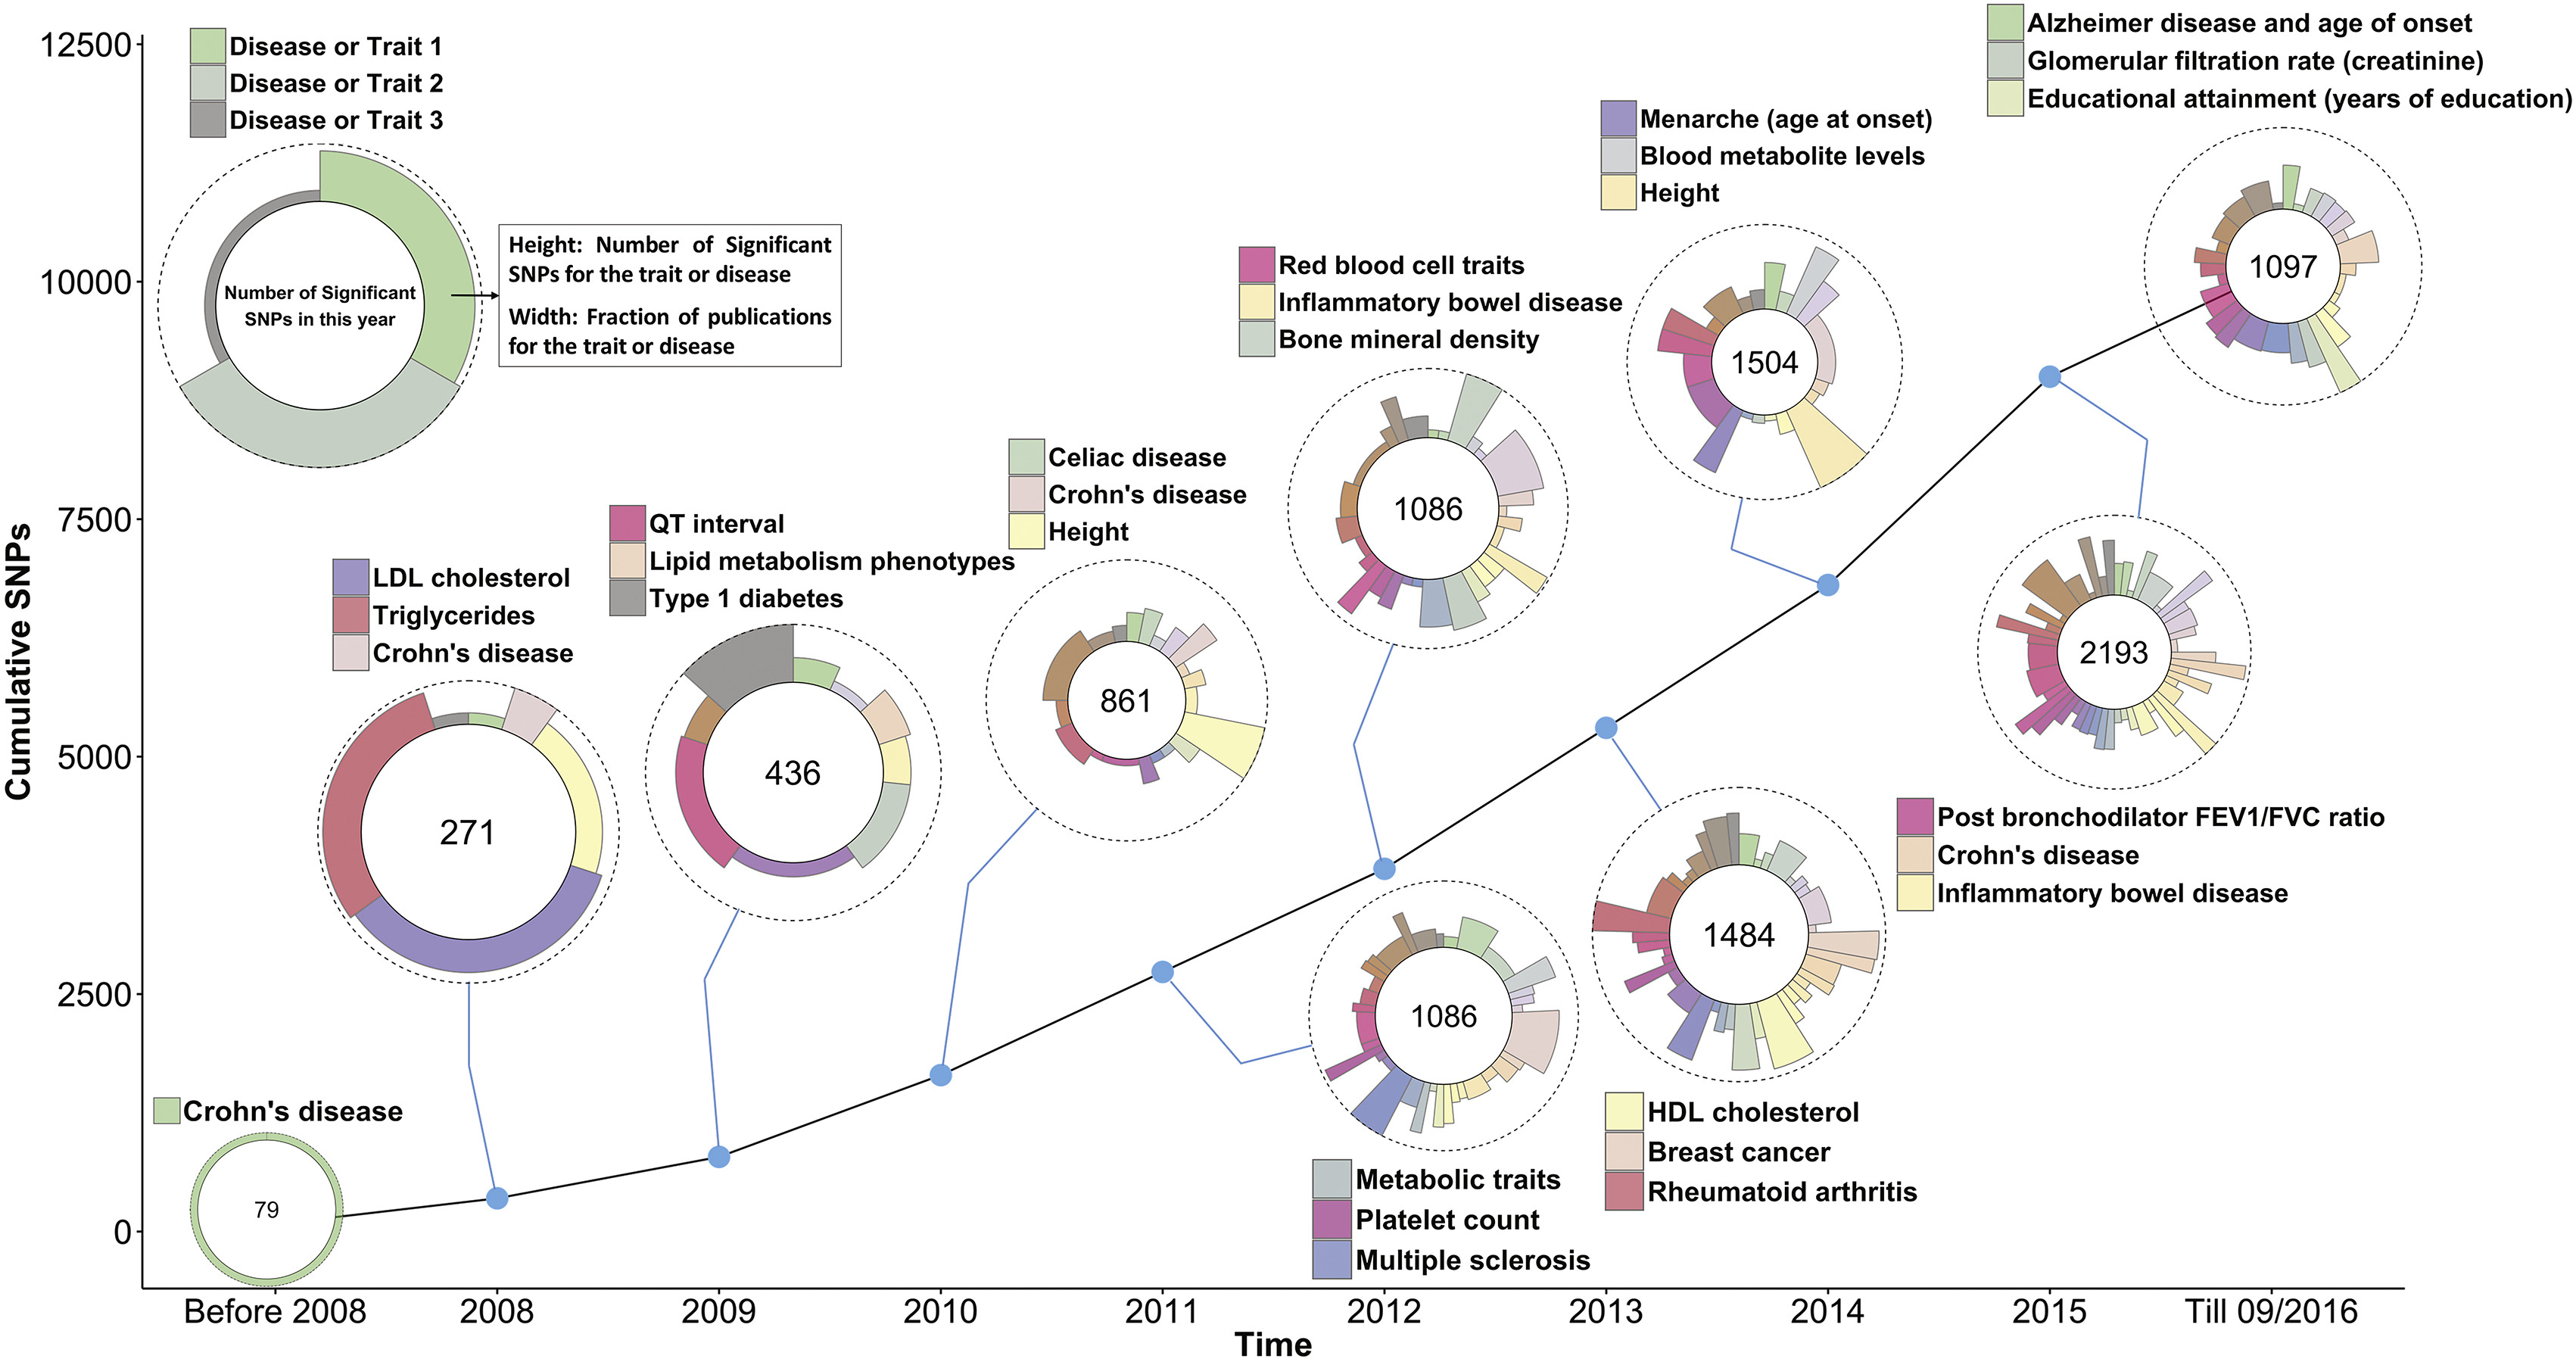 Cumulative SNPs
12500
10000
7500
5000
2500
0
Disease or Trait 1
Disease or Trait 2
Disease or Trait 3
Number of Significant
SNPs in this year
Height: Number of Significant
SNPs for the trait or disease
Width: Fraction of publications
for the trait or disease
Crohn's disease
79
LDL cholesterol
Triglycerides
Crohn's disease
271
QT interval
Lipid metabolism phenotypes
Type 1 diabetes
436
Celiac disease
Crohn's disease
Height
861
Red blood cell traits
Inflammatory bowel disease
Bone mineral density
1086
1086
Metabolic traits
Platelet count
Multiple sclerosis
Menarche (age at onset)
Blood metabolite levels
Height
1504
1484
HDL cholesterol
Breast cancer
Rheumatoid arthritis
Alzheimer disease and age of onset
Glomerular filtration rate (creatinine)
Educational attainment (years of education)
1097
2193
Post bronchodilator FEV1/FVC ratio
Crohn's disease
Inflammatory bowel disease
Before 2008
2008
2009
2010
2011
2012
2013
2014
2015
Till 09/2016
Time